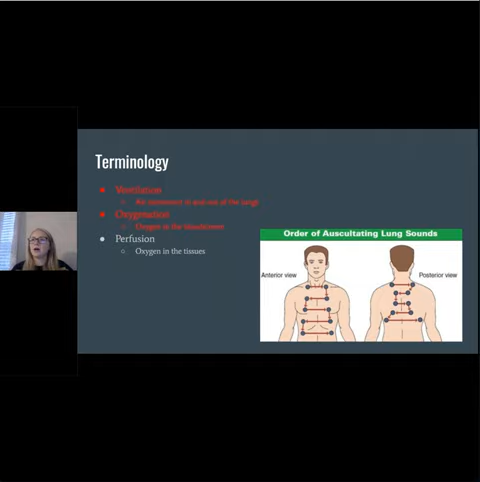 Terminology
Ventilation
Air movement in and out of the lungs
Oxygenation
Oxygen in the bloodstream
Perfusion
Oxygen in the tissues
Order of Auscultating Lung Sounds
Anterior view
Posterior view